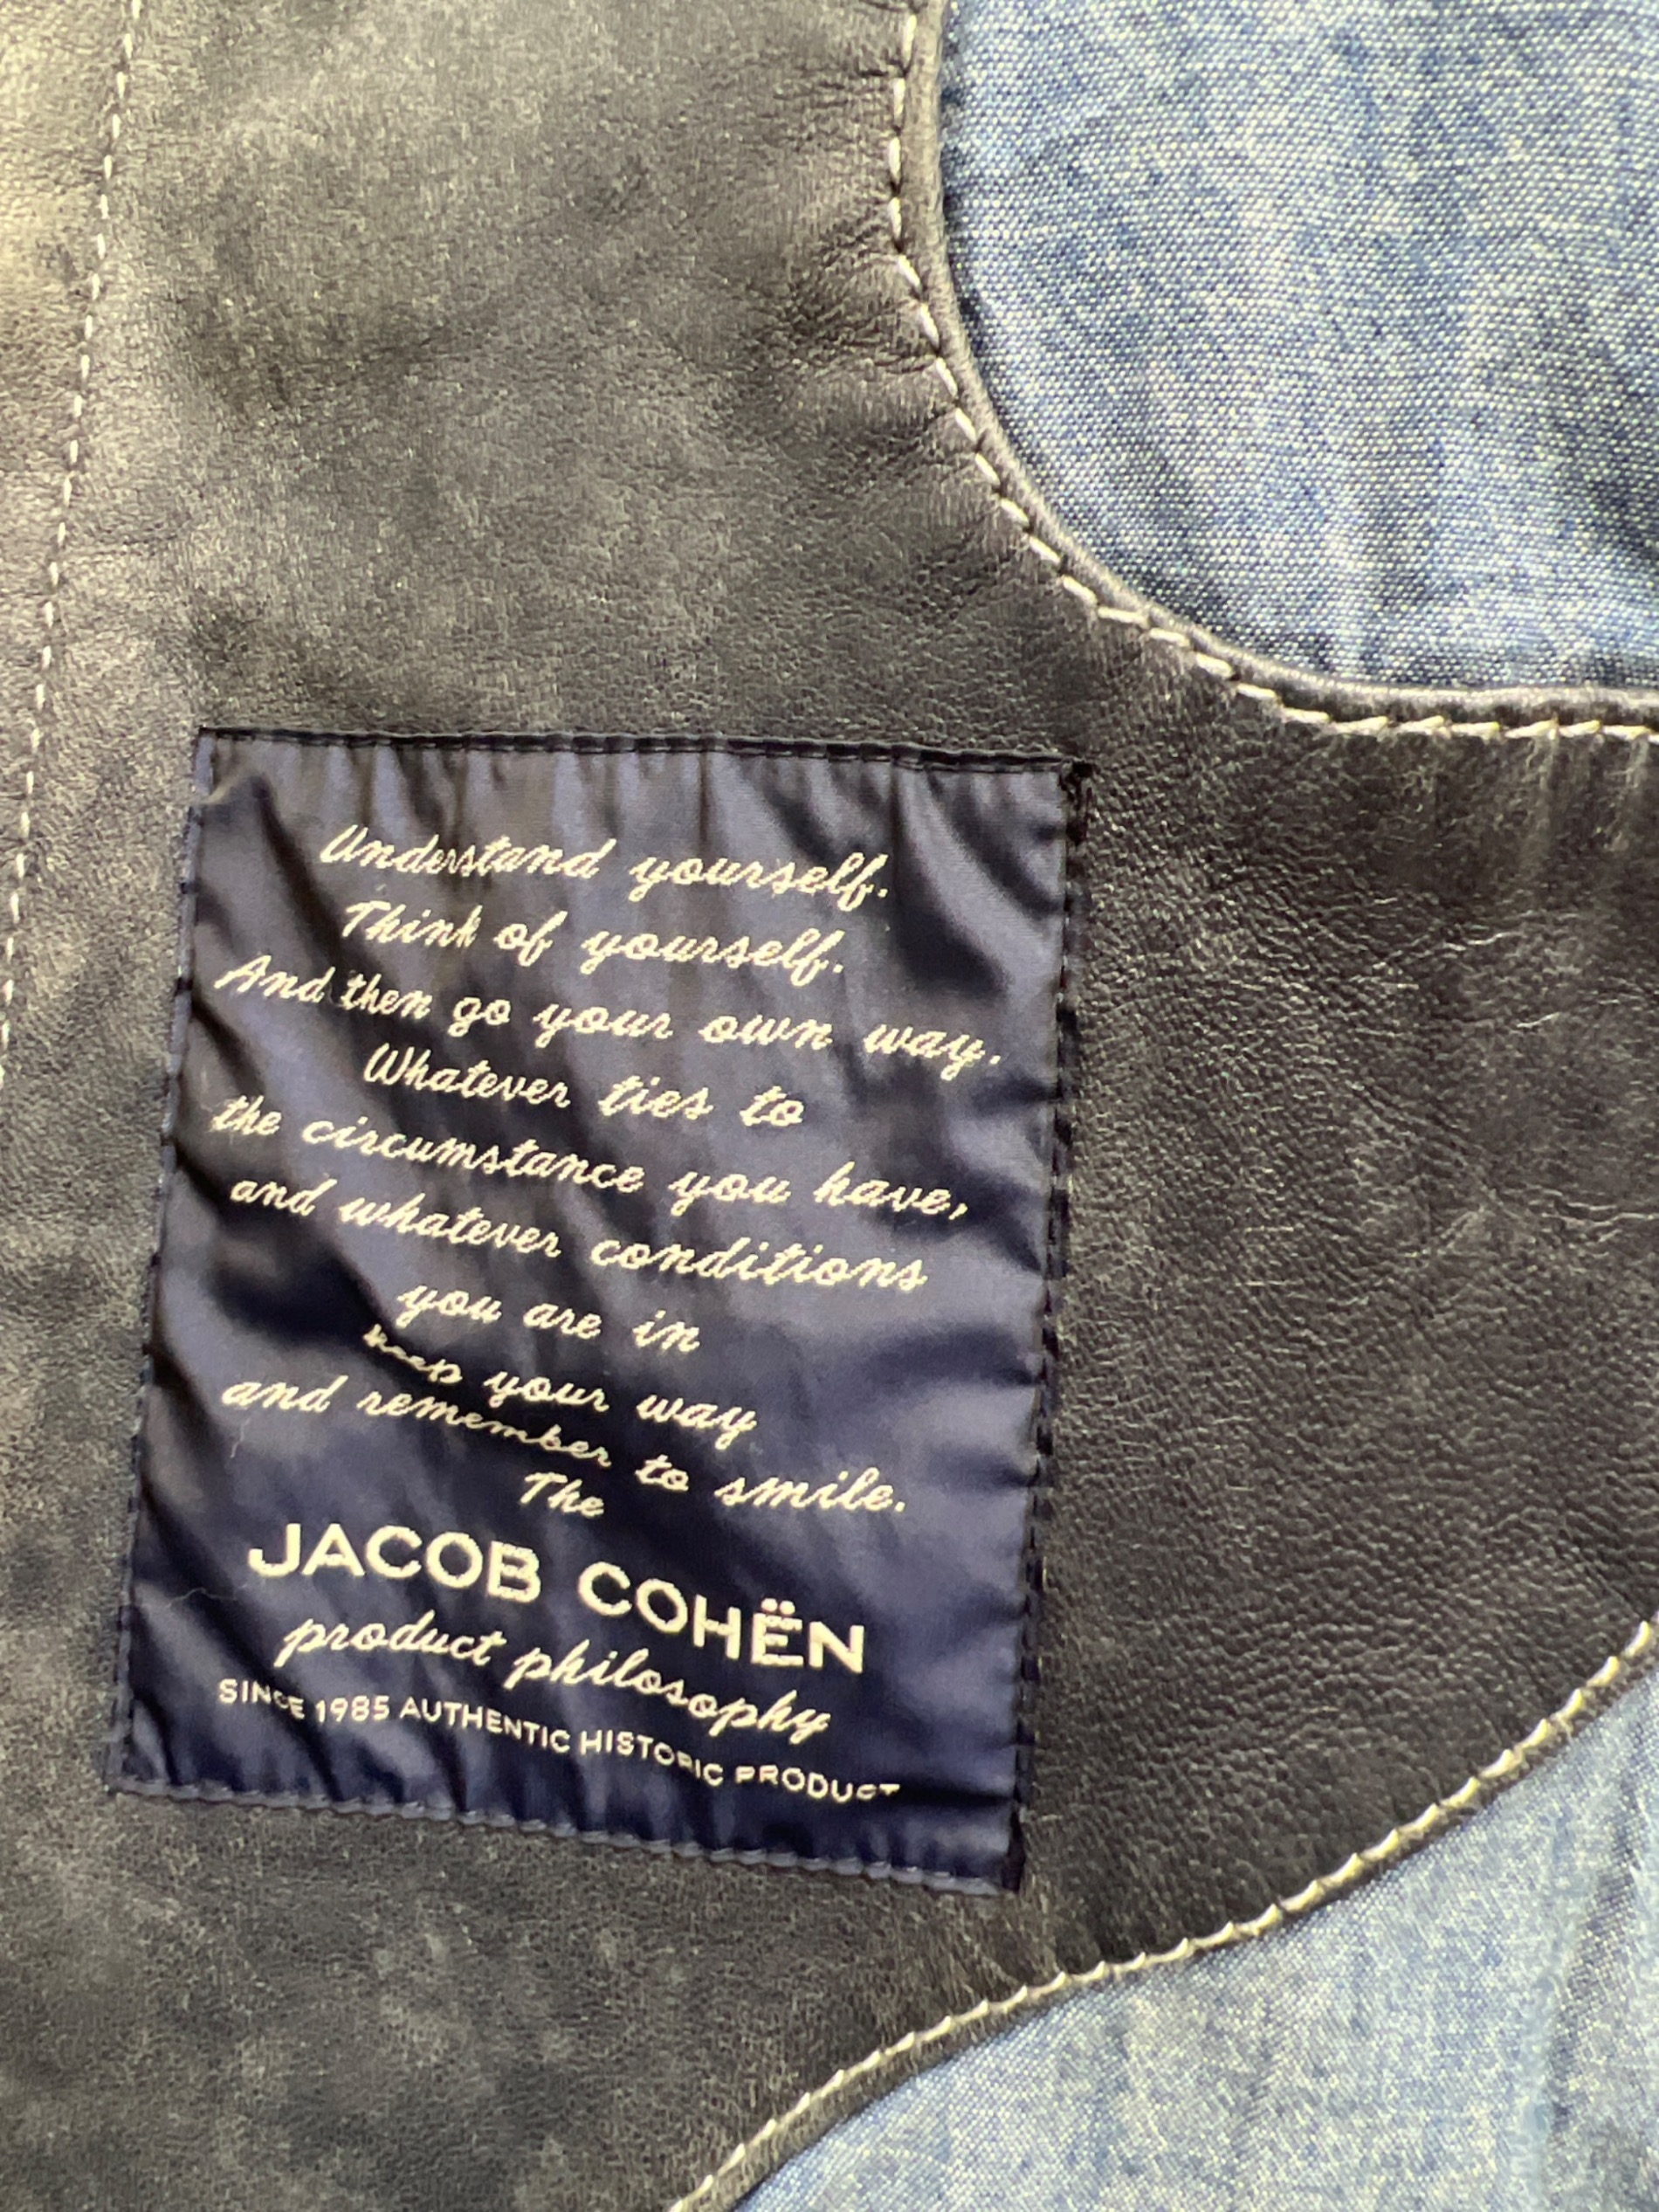 Understand yourself.
Think of yourself.
And then go your own way.
Whatever ties to
the circumstance you have,
and whatever conditions
you are in
keep your way
and remember to smile.
The
JACOB COHËN
product philosophy
SINCE 1985 AUTHENTIC HISTORIC PRODUCT